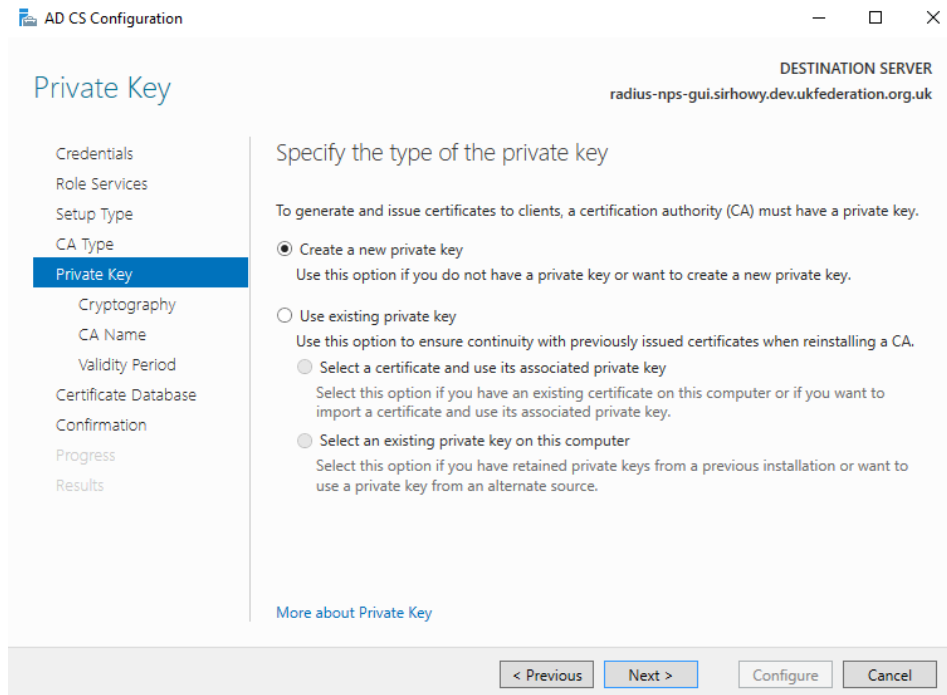 AD CS Configuration
DESTINATION SERVER
Private Key
radius-nps-gui.sirhowy.dev.ukfederation.org.uk
Credentials
Role Services
Setup Type
CA Type
Private Key
Cryptography
CA Name
Validity Period
Certificate Database
Confirmation
Progress
Results
Specify the type of the private key
To generate and issue certificates to clients, a certification authority (CA) must have a private key.
Create a new private key
Use this option if you do not have a private key or want to create a new private key.
Use existing private key
Use this option to ensure continuity with previously issued certificates when reinstalling a CA.
Select a certificate and use its associated private key
Select this option if you have an existing certificate on this computer or if you want to
import a certificate and use its associated private key.
Select an existing private key on this computer
Select this option if you have retained private keys from a previous installation or want to
use a private key from an alternate source.
More about Private Key
< Previous
Next >
Configure
Cancel